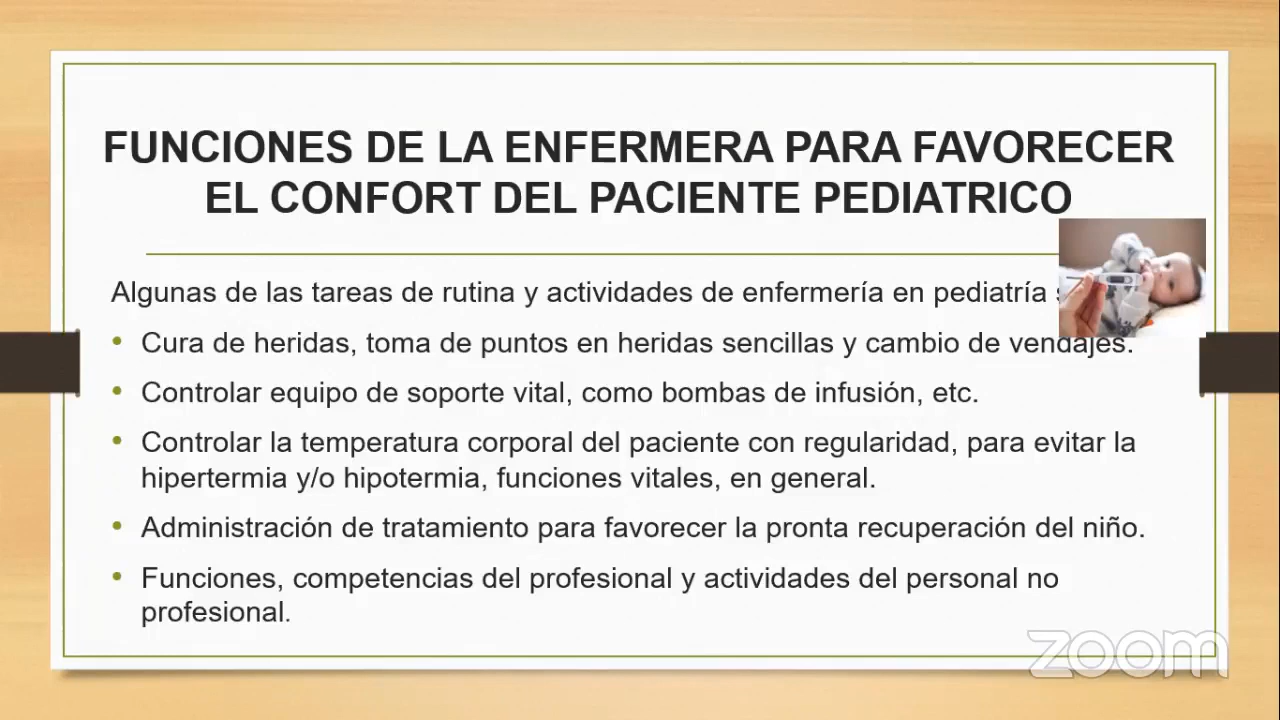 FUNCIONES DE LA ENFERMERA PARA FAVORECER
EL CONFORT DEL PACIENTE PEDIATRICO
Algunas de las tareas de rutina y actividades de enfermería en pediatría
• Cura de heridas, toma de puntos en heridas sencillas y cambio de vendajes.
• Controlar equipo de soporte vital, como bombas de infusión, etc.
• Controlar la temperatura corporal del paciente con regularidad, para evitar la
hipertermia y/o hipotermia, funciones vitales, en general.
• Administración de tratamiento para favorecer la pronta recuperación del niño.
• Funciones, competencias del profesional y actividades del personal no
profesional.
zoom